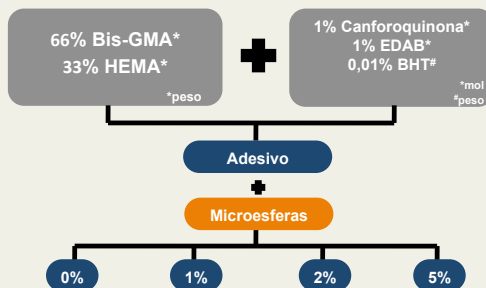 66% Bis-GMA*
33% HEMA*
*peso
1% Canforoquinona*
1% EDAB*
0,01% BHT#
*mol
#peso
Adesivo
Microesferas
0%
1%
2%
5%